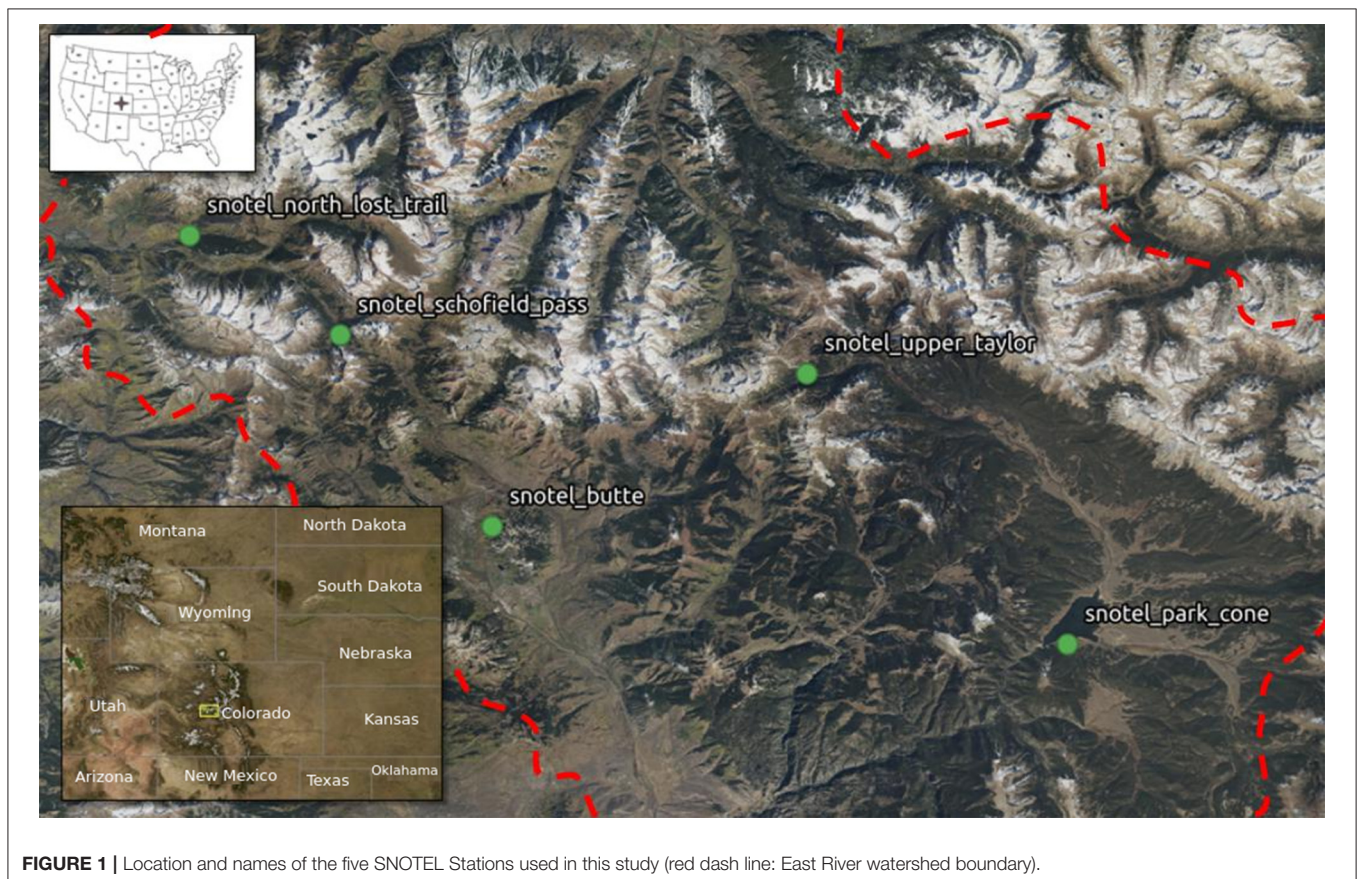 snotel_north_lost_trail
snotel_schofield_pass
snotel_upper_taylor
snotel_butte
snotel_park_cone
Montana
North Dakota
South Dakota
WyomIng
Nebraska
Utah
Colorado
Kansas
Arizona
New Mexico
Texas
Oklahoma
FIGURE 1 | Location and names of the five SNOTEL Stations used in this study (red dash line: East River watershed boundary).